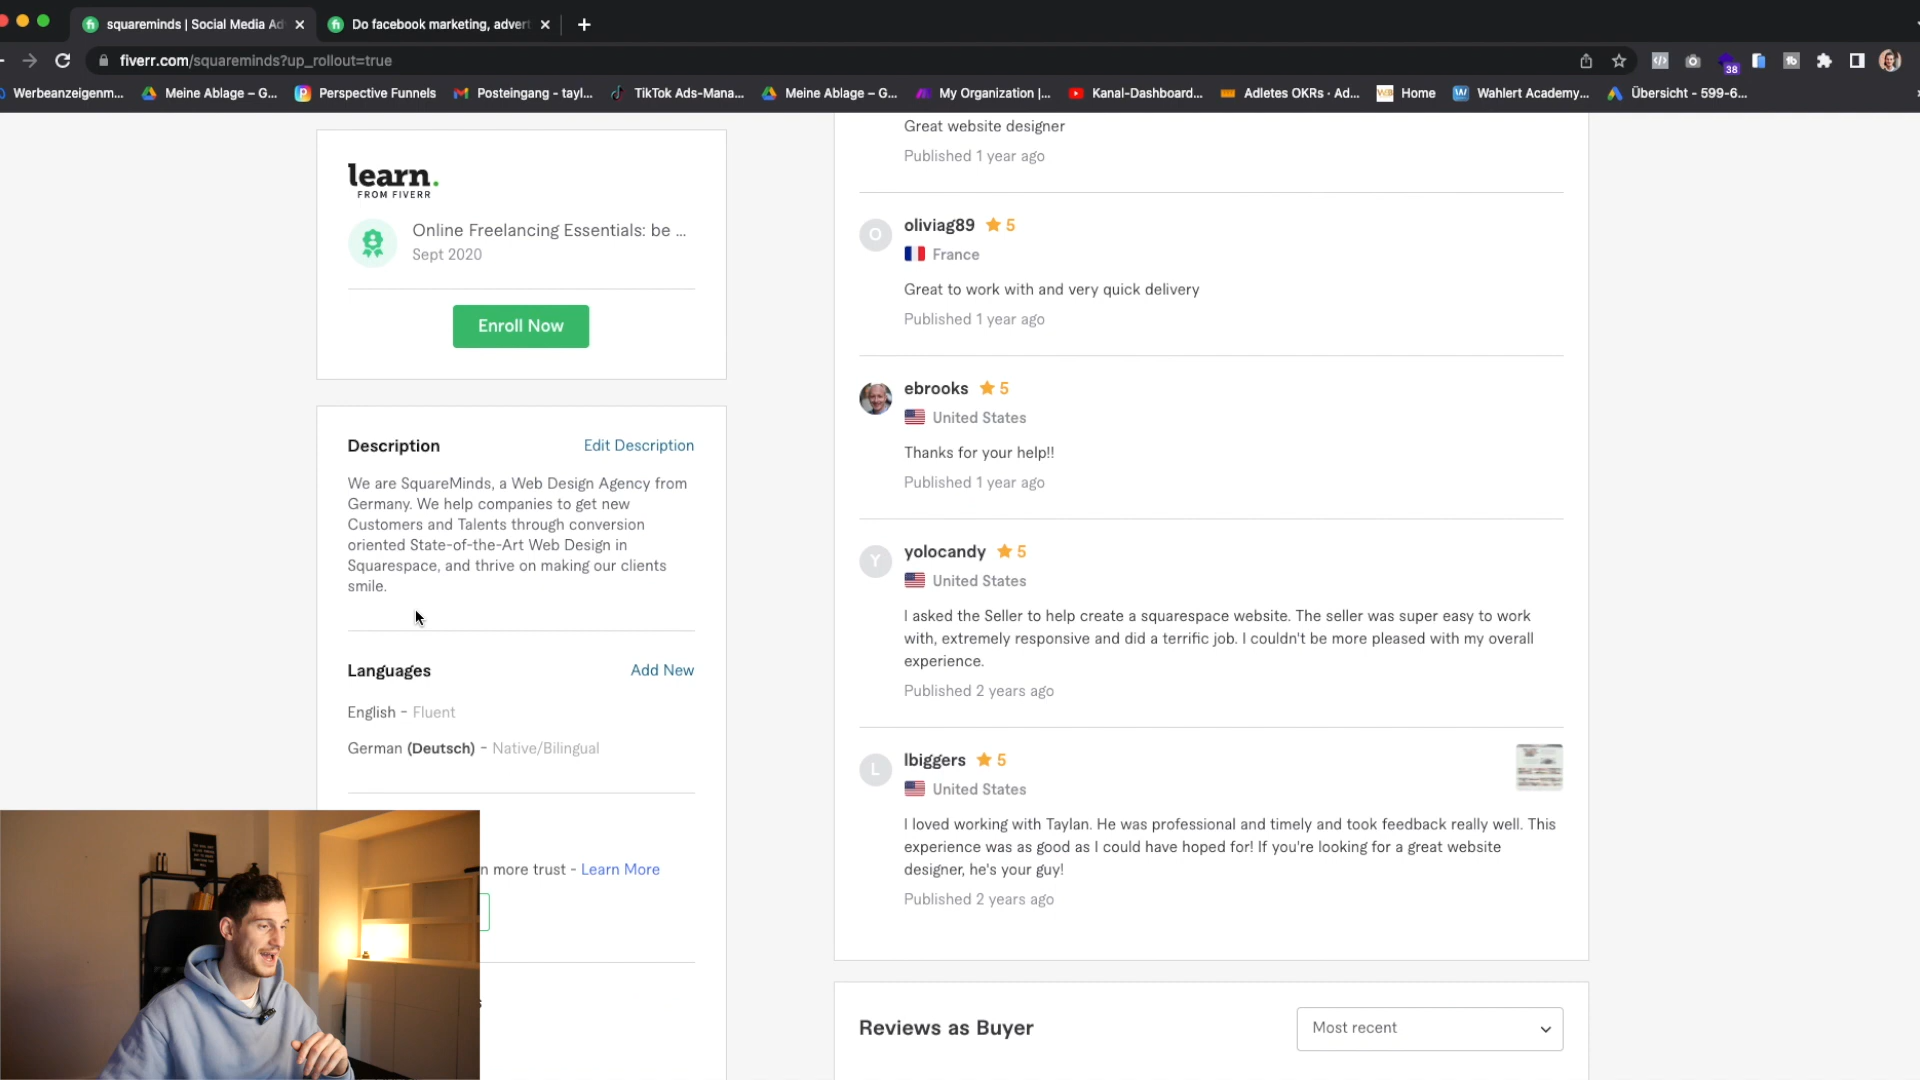 squareminds | Social Media Ad
Do facebook marketing, advert
fiverr.com/squareminds?up_rollout=true
38
Werbeanzeigenm...
Meine Ablage – G...
Perspective Funnels
Posteingang - tayl...
TikTok Ads-Mana...
Meine Ablage – G...
My Organization |...
Kanal-Dashboard...
Adletes OKRs · Ad...
Home
Wahlert Academy...
Übersicht - 599-6...
learn.
FROM FIVERR
Online Freelancing Essentials: be ...
Sept 2020
Enroll Now
Description
Edit Description
We are SquareMinds, a Web Design Agency from
Germany. We help companies to get new
Customers and Talents through conversion
oriented State-of-the-Art Web Design in
Squarespace, and thrive on making our clients
smile.
Languages
Add New
English - Fluent
German (Deutsch) - Native/Bilingual
n more trust - Learn More
Great website designer
Published 1 year ago
O
oliviag89 5
France
Great to work with and very quick delivery
Published 1 year ago
ebrooks 5
United States
Thanks for your help!!
Published 1 year ago
Y
yolocandy 5
United States
I asked the Seller to help create a squarespace website. The seller was super easy to work
with, extremely responsive and did a terrific job. I couldn't be more pleased with my overall
experience.
Published 2 years ago
L
lbiggers 5
United States
I loved working with Taylan. He was professional and timely and took feedback really well. This
experience was as good as I could have hoped for! If you're looking for a great website
designer, he's your guy!
Published 2 years ago
Reviews as Buyer
Most recent